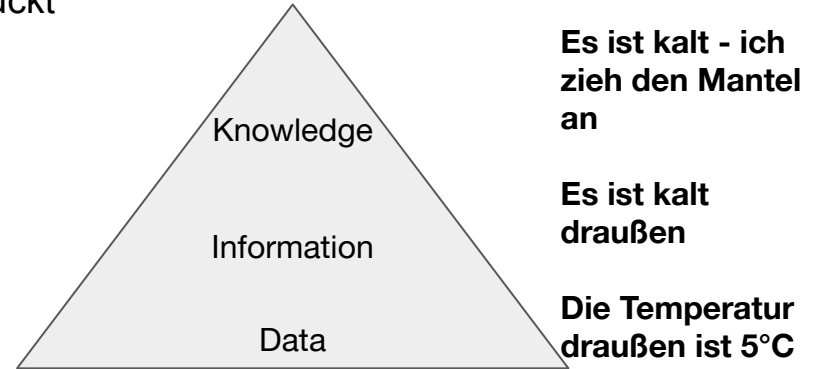 Es ist kalt - ich
zieh den Mantel
an
Knowledge
Es ist kalt
draußen
Information
Die Temperatur
draußen ist 5°C
Data